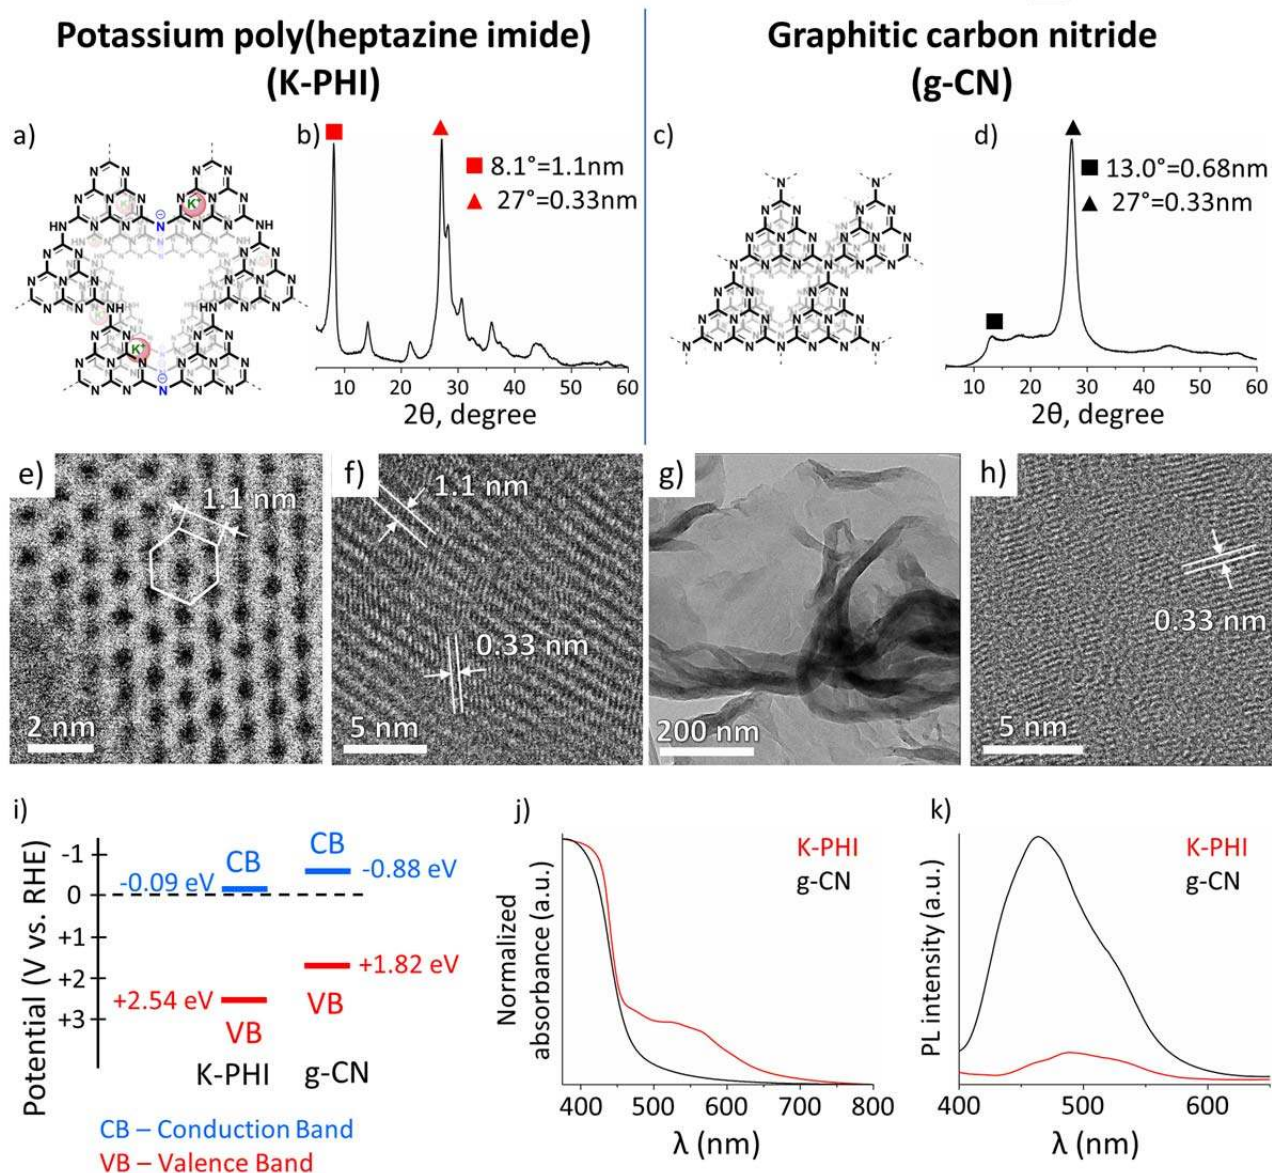 Potassium poly(heptazine imide)
(K-PHI)
Graphitic carbon nitride
(g-CN)
a)
b)
■ 8.1°=1.1nm
▲ 27°=0.33nm
K⁺
N⊖
HN
NH
K⁺
N⊖
10 20 30 40 50 60
2θ, degree
c)
d)
■ 13.0°=0.68nm
▲ 27°=0.33nm
N
10 20 30 40 50 60
2θ, degree
e)
1.1 nm
2 nm
f)
1.1 nm
0.33 nm
5 nm
g)
200 nm
h)
0.33 nm
5 nm
i)
Potential (V vs. RHE)
-1
0
+1
+2
+3
CB
-0.09 eV
CB
-0.88 eV
+2.54 eV
VB
+1.82 eV
VB
K-PHI
g-CN
CB – Conduction Band
VB – Valence Band
j)
K-PHI
g-CN
Normalized
absorbance (a.u.)
400 500 600 700 800
λ (nm)
k)
K-PHI
g-CN
PL intensity (a.u.)
400 500 600
λ (nm)